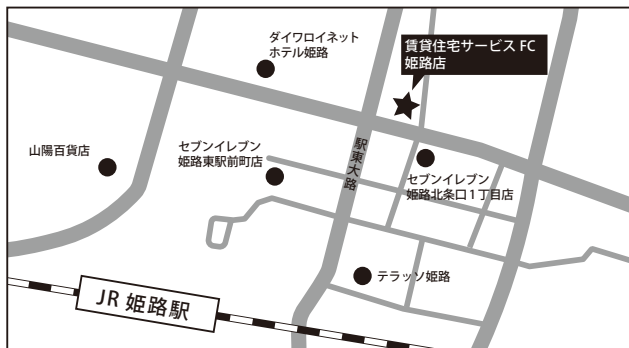 ダイワロイネット
ホテル姫路
賃貸住宅サービス FC
姫路店
山陽百貨店
セブンイレブン
姫路東駅前町店
駅東大路
セブンイレブン
姫路北条口1丁目店
テラッソ姫路
JR 姫路駅